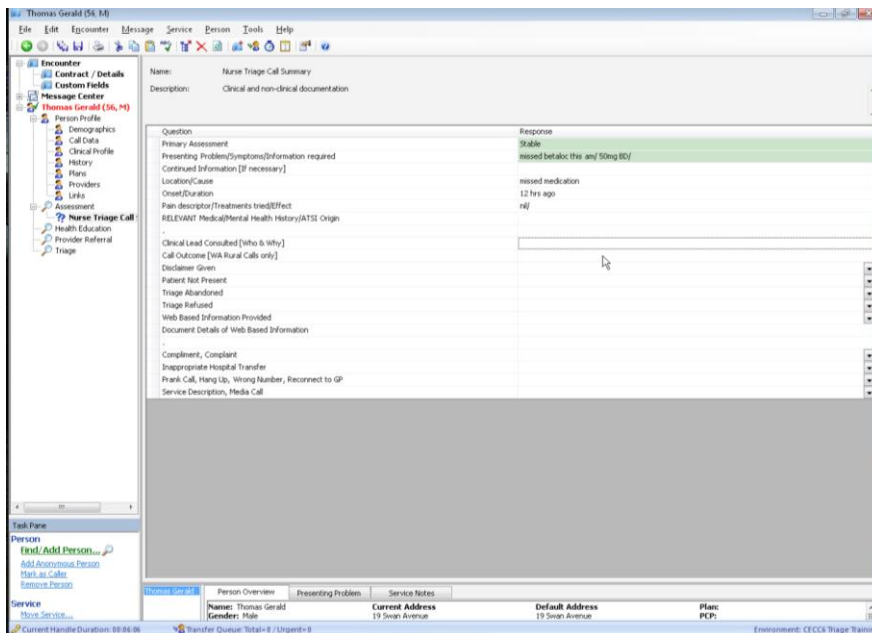 Thomas Gerald (56, M)
File Edit Encounter Message Service Person Tools Help
Encounter
Contract / Details
Custom Fields
Message Center
Thomas Gerald (56, M)
Person Profile
Demographics
Call Data
Clinical Profile
History
Plans
Providers
Links
Assessment
Nurse Triage Call
Health Education
Provider Referral
Triage
Name: Nurse Triage Call Summary
Description: Clinical and non-clinical documentation
Question Response
Primary Assessment Stable
Presenting Problem/Symptoms/Information required missed betaloc this am/ 50mg BD/
Continued Information [If necessary]
Location/Cause missed medication
Onset/Duration 12 hrs ago
Pain descriptor/Treatments tried/Effect nil/
RELEVANT Medical/Mental Health History/ATSI Origin
.
Clinical Lead Consulted [Who & Why]
Call Outcome [WA Rural Calls only]
Disclaimer Given
Patient Not Present
Triage Abandoned
Triage Refused
Web Based Information Provided
Document Details of Web Based Information
.
Compliment, Complaint
Inappropriate Hospital Transfer
Prank Call, Hang Up, Wrong Number, Reconnect to GP
Service Description, Media Call
Task Pane
Person
Find/Add Person...
Add Anonymous Person
Mark as Caller
Remove Person
Service
Move Service...
Thomas Gerald
Person Overview Presenting Problem Service Notes
Name: Thomas Gerald Current Address Default Address Plan:
Gender: Male 19 Swan Avenue 19 Swan Avenue PCP:
Current Handle Duration: 00:06:06 Transfer Queue: Total=0 / Urgent=0 Environment: CECC6 Triage Training